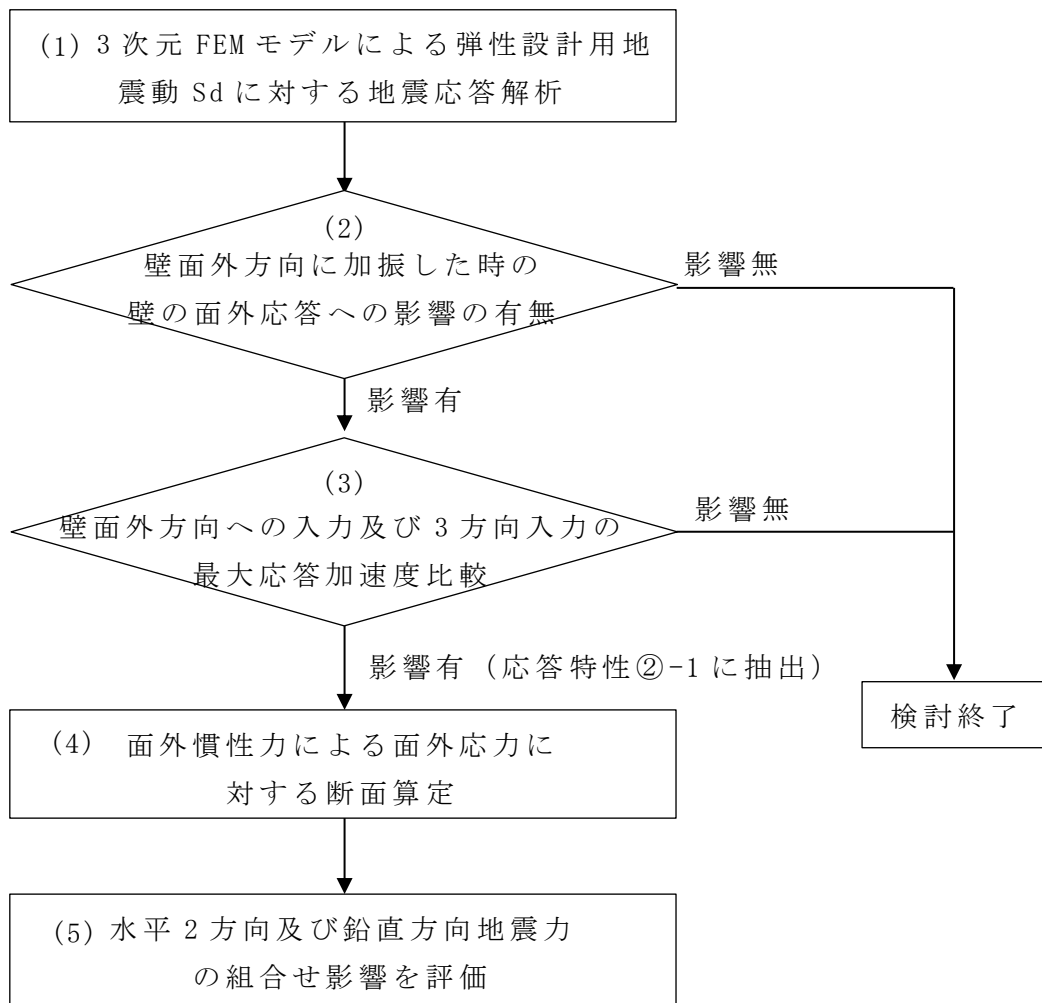 (1) 3次元FEMモデルによる弾性設計用地
震動Sdに対する地震応答解析
(2)
壁面外方向に加振した時の
壁の面外応答への影響の有無
影響無
影響有
(3)
壁面外方向への入力及び3方向入力の
最大応答加速度比較
影響無
影響有（応答特性②-1に抽出）
検討終了
(4) 面外慣性力による面外応力に
対する断面算定
(5) 水平2方向及び鉛直方向地震力
の組合せ影響を評価